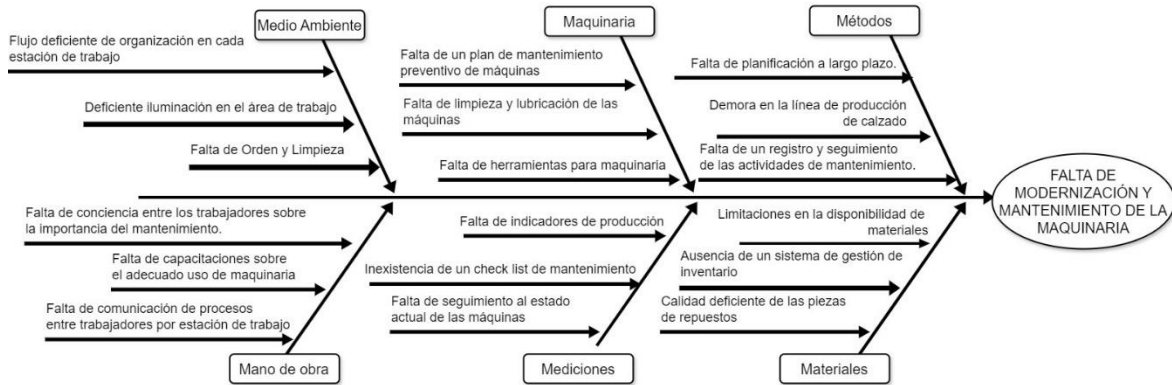 Medio Ambiente
Flujo deficiente de organización en cada
estación de trabajo
Deficiente iluminación en el área de trabajo
Falta de Orden y Limpieza
Maquinaria
Falta de un plan de mantenimiento
preventivo de máquinas
Falta de limpieza y lubricación de las
máquinas
Falta de herramientas para maquinaria
Métodos
Falta de planificación a largo plazo.
Demora en la línea de producción
de calzado
Falta de un registro y seguimiento
de las actividades de mantenimiento.
FALTA DE
MODERNIZACIÓN Y
MANTENIMIENTO DE LA
MAQUINARIA
Falta de conciencia entre los trabajadores sobre
la importancia del mantenimiento.
Falta de capacitaciones sobre
el adecuado uso de maquinaria
Falta de comunicación de procesos
entre trabajadores por estación de trabajo
Mano de obra
Falta de indicadores de producción
Inexistencia de un check list de mantenimiento
Falta de seguimiento al estado
actual de las máquinas
Mediciones
Limitaciones en la disponibilidad de
materiales
Ausencia de un sistema de gestión de
inventario
Calidad deficiente de las piezas
de repuestos
Materiales